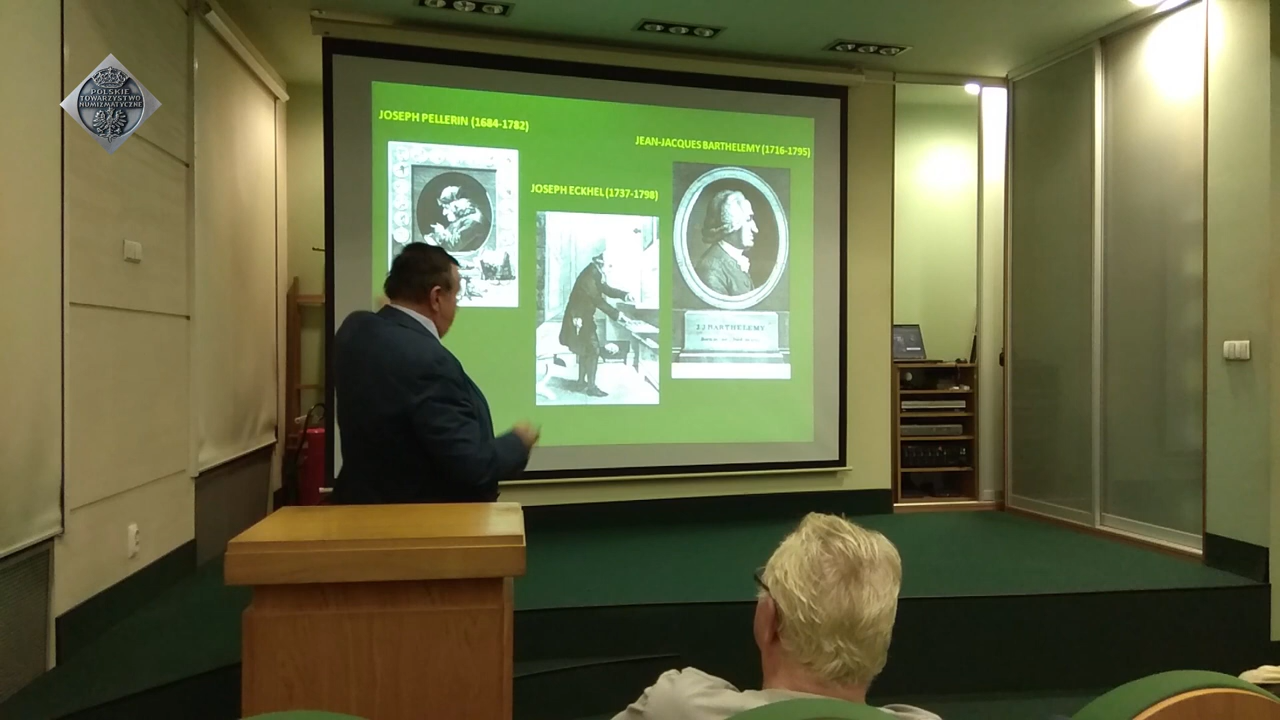 POLSKIE
TOWARZYSTWO
NUMIZMATYCZNE
JOSEPH PELLERIN (1684-1782)
JEAN-JACQUES BARTHELEMY (1716-1795)
JOSEPH ECKHEL (1737-1798)
J.J. BARTHELEMY